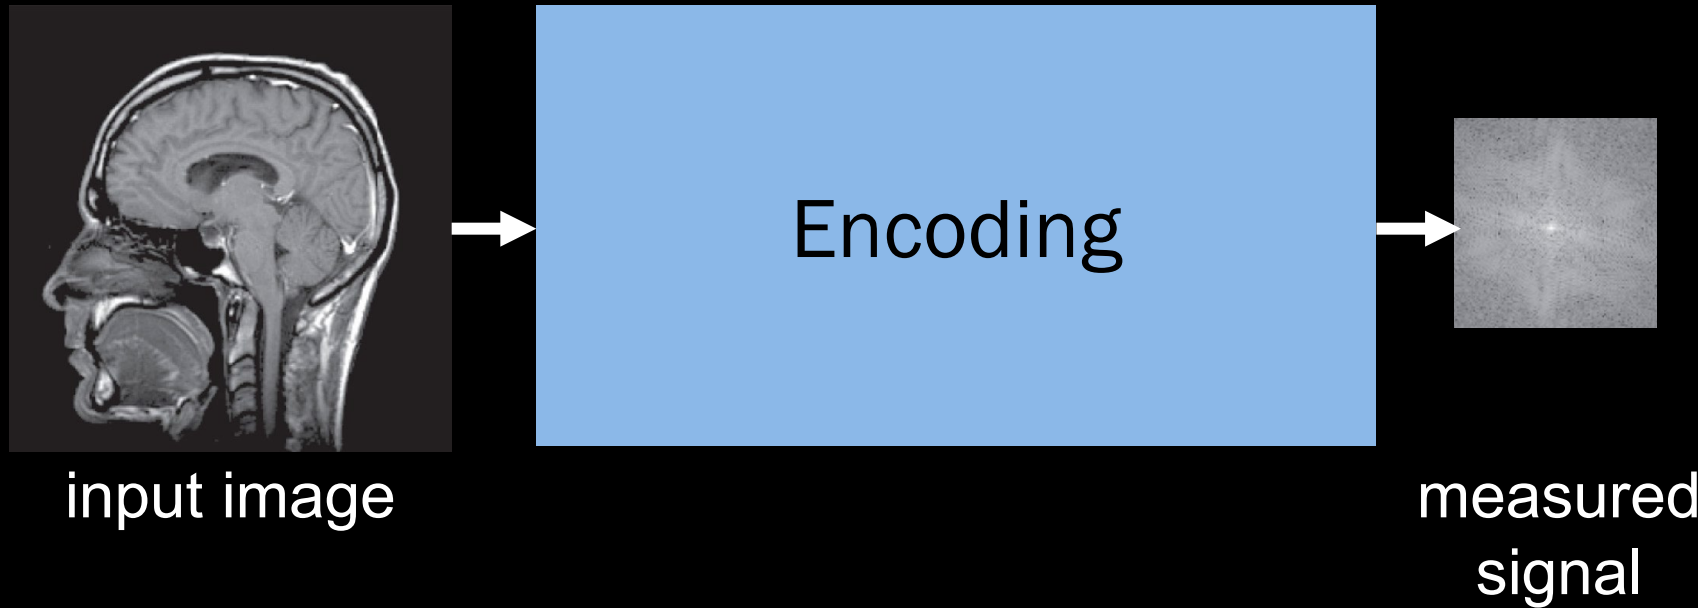 Encoding
input image
measured
signal